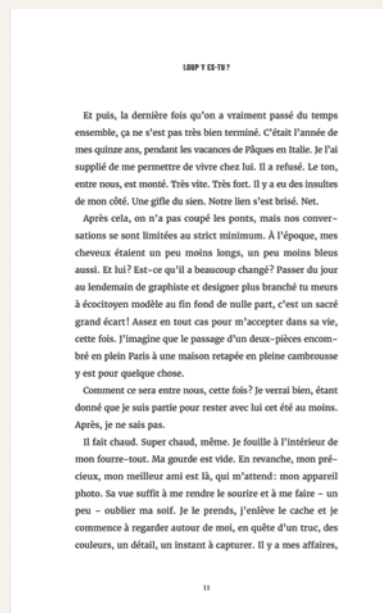 LOUP Y ES-TU ?
Et puis, la dernière fois qu’on a vraiment passé du temps
ensemble, ça ne s’est pas très bien terminé. C’était l’année de
mes quinze ans, pendant les vacances de Pâques en Italie. Je l’ai
supplié de me permettre de vivre chez lui. Il a refusé. Le ton,
entre nous, est monté. Très vite. Très fort. Il y a eu des insultes
de mon côté. Une gifle du sien. Notre lien s’est brisé. Net.
Après cela, on n’a pas coupé les ponts, mais nos conver-
sations se sont limitées au strict minimum. À l’époque, mes
cheveux étaient un peu moins longs, un peu moins bleus
aussi. Et lui ? Est-ce qu’il a beaucoup changé ? Passer du jour
au lendemain de graphiste et designer plus branché tu meurs
à écocitoyen modèle au fin fond de nulle part, c’est un sacré
grand écart ! Assez en tout cas pour m’accepter dans sa vie,
cette fois. J’imagine que le passage d’un deux-pièces encom-
bré en plein Paris à une maison retapée en pleine cambrousse
y est pour quelque chose.
Comment ce sera entre nous, cette fois ? Je verrai bien, étant
donné que je suis partie pour rester avec lui cet été au moins.
Après, je ne sais pas.
Il fait chaud. Super chaud, même. Je fouille à l’intérieur de
mon fourre-tout. Ma gourde est vide. En revanche, mon pré-
cieux, mon meilleur ami est là, qui m’attend : mon appareil
photo. Sa vue suffit à me rendre le sourire et à me faire – un
peu – oublier ma soif. Je le prends, j’enlève le cache et je
commence à regarder autour de moi, en quête d’un truc, des
couleurs, un détail, un instant à capturer. Il y a mes affaires,
11